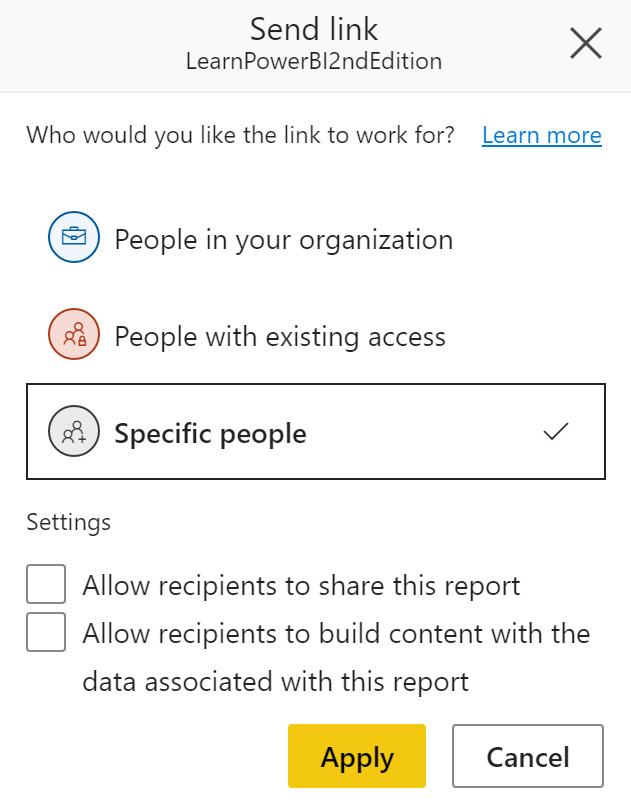 Send link
LearnPowerBI2ndEdition
Who would you like the link to work for? Learn more
People in your organization
People with existing access
Specific people
Settings
Allow recipients to share this report
Allow recipients to build content with the
data associated with this report
Apply Cancel